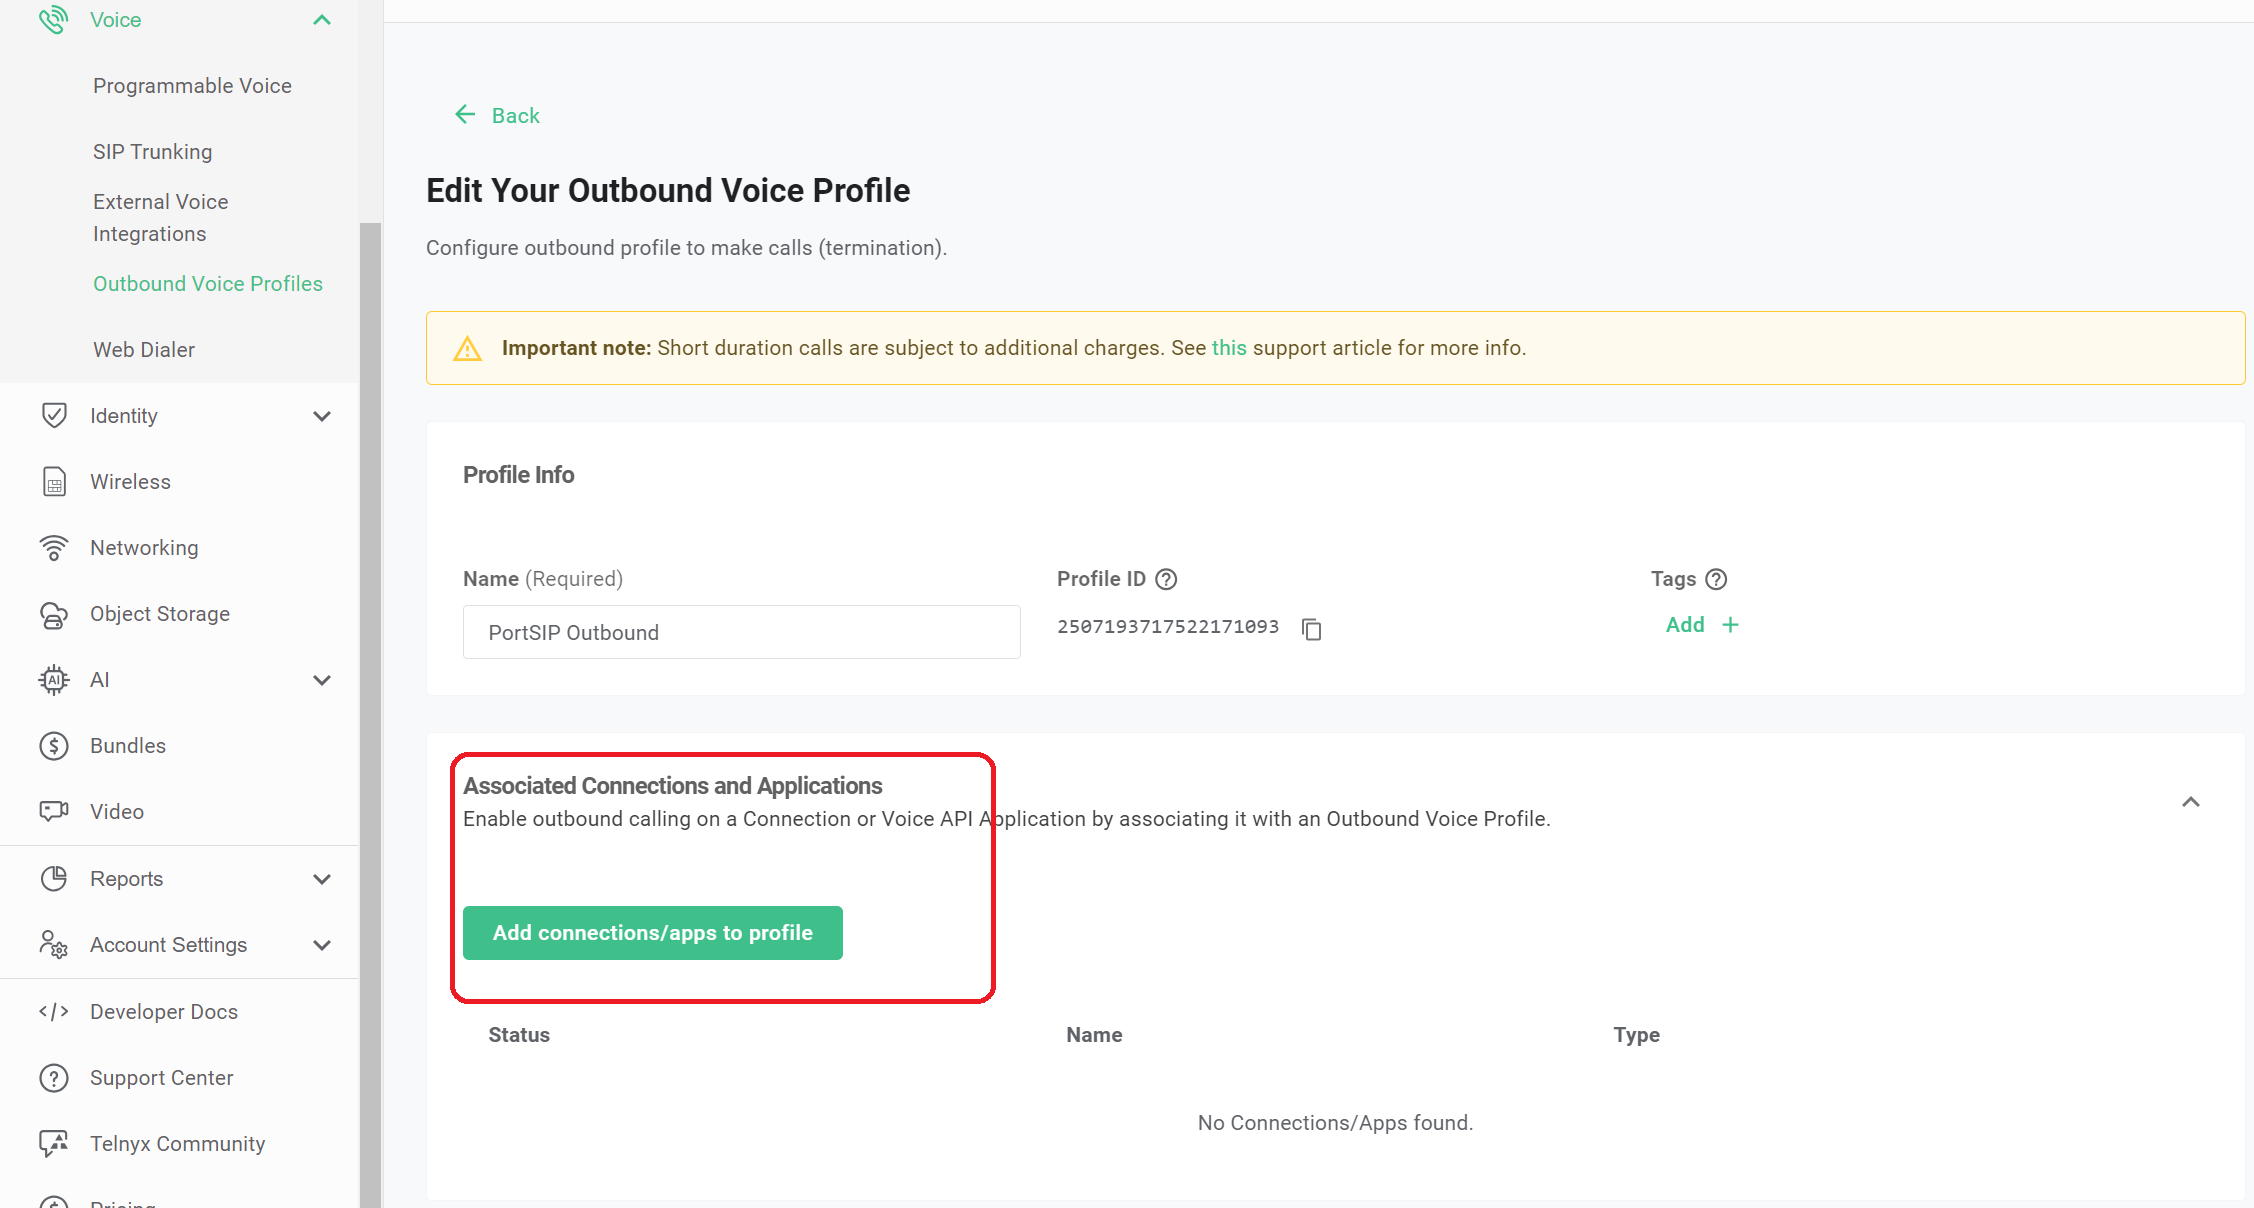 Voice
Programmable Voice
SIP Trunking
External Voice
Integrations
Outbound Voice Profiles
Web Dialer
Identity
Wireless
Networking
Object Storage
AI
AI
Bundles
Video
Reports
Account Settings
Developer Docs
Support Center
Telnyx Community
Pricing
Back
Edit Your Outbound Voice Profile
Configure outbound profile to make calls (termination).
Important note: Short duration calls are subject to additional charges. See this support article for more info.
Profile Info
Name (Required)
PortSIP Outbound
Profile ID
2507193717522171093
Tags
Add +
Associated Connections and Applications
Enable outbound calling on a Connection or Voice API Application by associating it with an Outbound Voice Profile.
Add connections/apps to profile
Status Name Type
No Connections/Apps found.